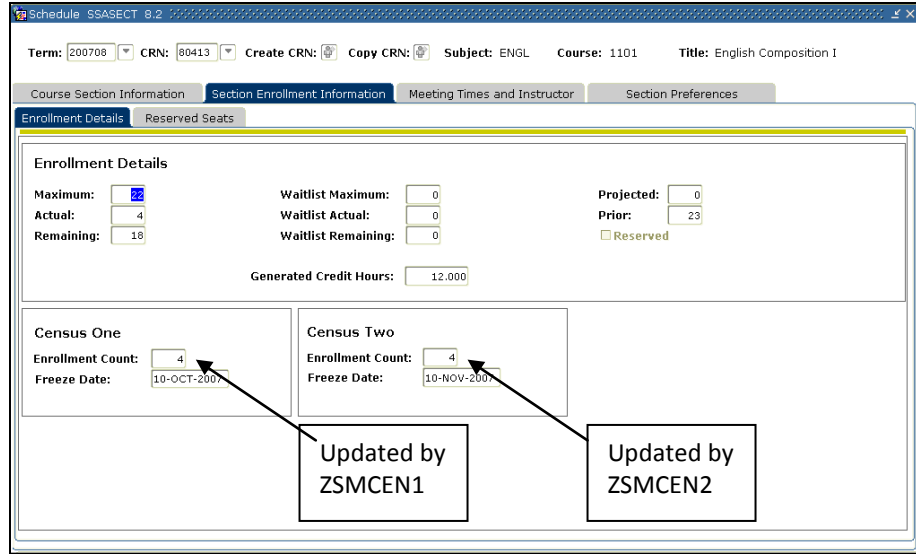 Schedule SSASECT 8.2
Term: 200708 CRN: 80413 Create CRN: Copy CRN: Subject: ENGL Course: 1101 Title: English Composition I
Course Section Information Section Enrollment Information Meeting Times and Instructor Section Preferences
Enrollment Details Reserved Seats
Enrollment Details
Maximum: 22 Waitlist Maximum: 0 Projected: 0
Actual: 4 Waitlist Actual: 0 Prior: 23
Remaining: 18 Waitlist Remaining: 0 Reserved
Generated Credit Hours: 12.000
Census One Census Two
Enrollment Count: 4 Enrollment Count: 4
Freeze Date: 10-OCT-2007 Freeze Date: 10-NOV-2007
Updated by Updated by
ZSMCEN1 ZSMCEN2